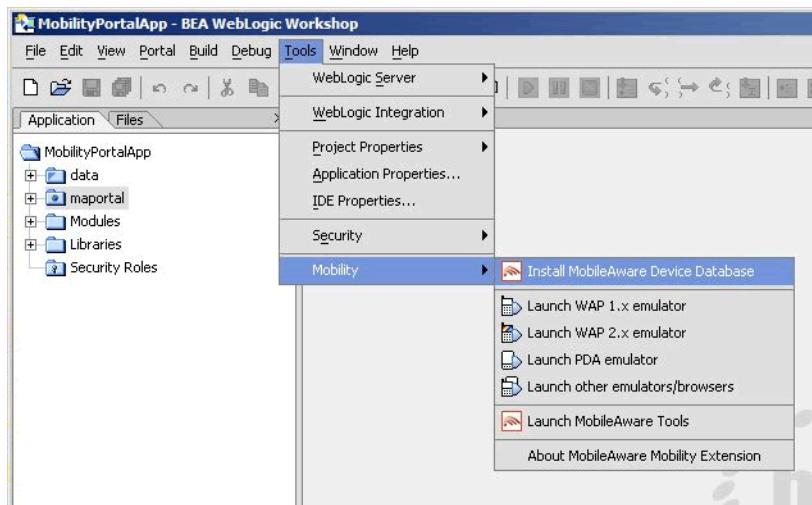 MobilityPortalApp - BEA WebLogic Workshop
File Edit View Portal Build Debug Tools Window Help
WebLogic Server
WebLogic Integration
Project Properties
Application Properties...
IDE Properties...
Security
Mobility
Application Files
MobilityPortalApp
data
maportal
Modules
Libraries
Security Roles
Install MobileAware Device Database
Launch WAP 1.x emulator
Launch WAP 2.x emulator
Launch PDA emulator
Launch other emulators/browsers
Launch MobileAware Tools
About MobileAware Mobility Extension